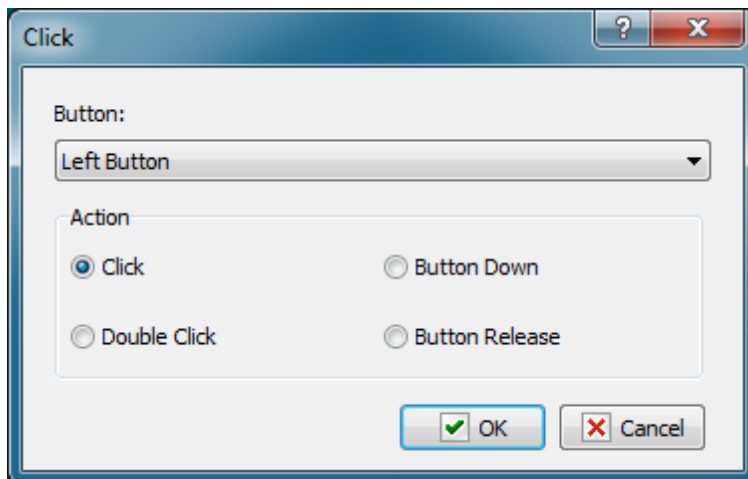 Click
Button:
Left Button
Action
Click
Button Down
Double Click
Button Release
OK
Cancel